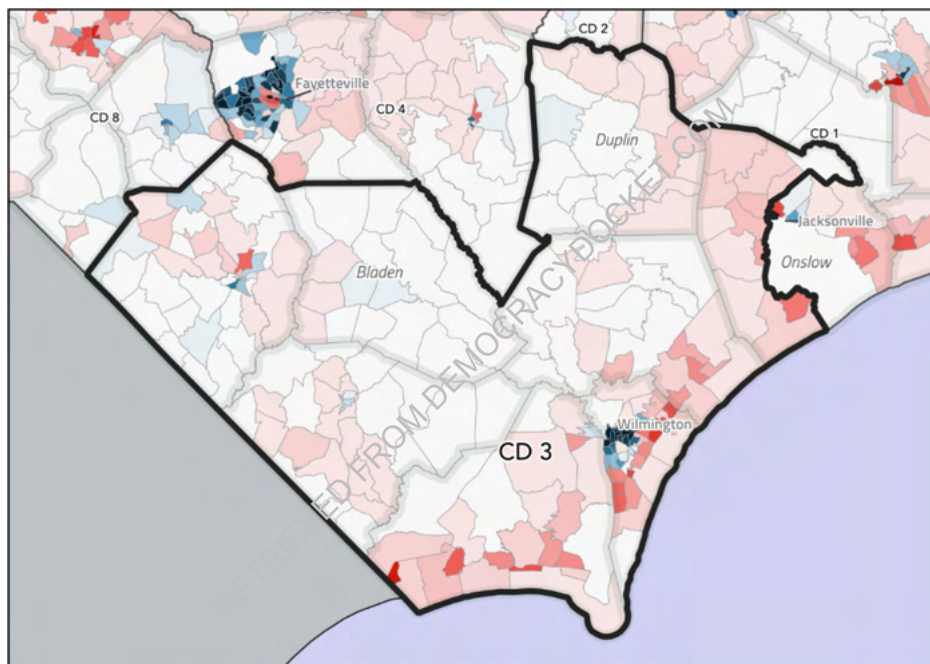 CD 2
Fayetteville
CD 4
CD 8
Duplin
CD 1
Jacksonville
Onslow
Bladen
Wilmington
CD 3
RETRIEVED FROM DEMOCRACYDOCKET.COM